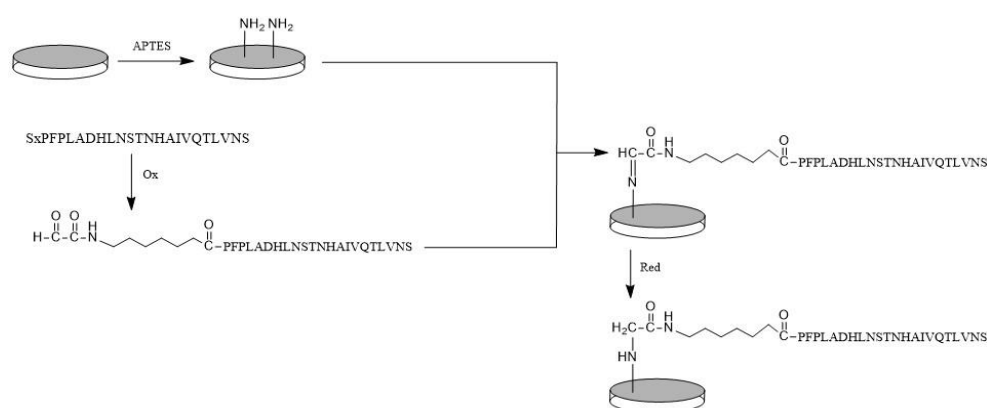 NH2 NH2
APTES
SxPFPLADHLNSTNHAIVQTLVNS
Ox
O O H O
H-C-C-N C-PFPLADHLNSTNHAIVQTLVNS
O H O
HC-C-N C-PFPLADHLNSTNHAIVQTLVNS
N
Red
O H O
H2C-C-N C-PFPLADHLNSTNHAIVQTLVNS
HN